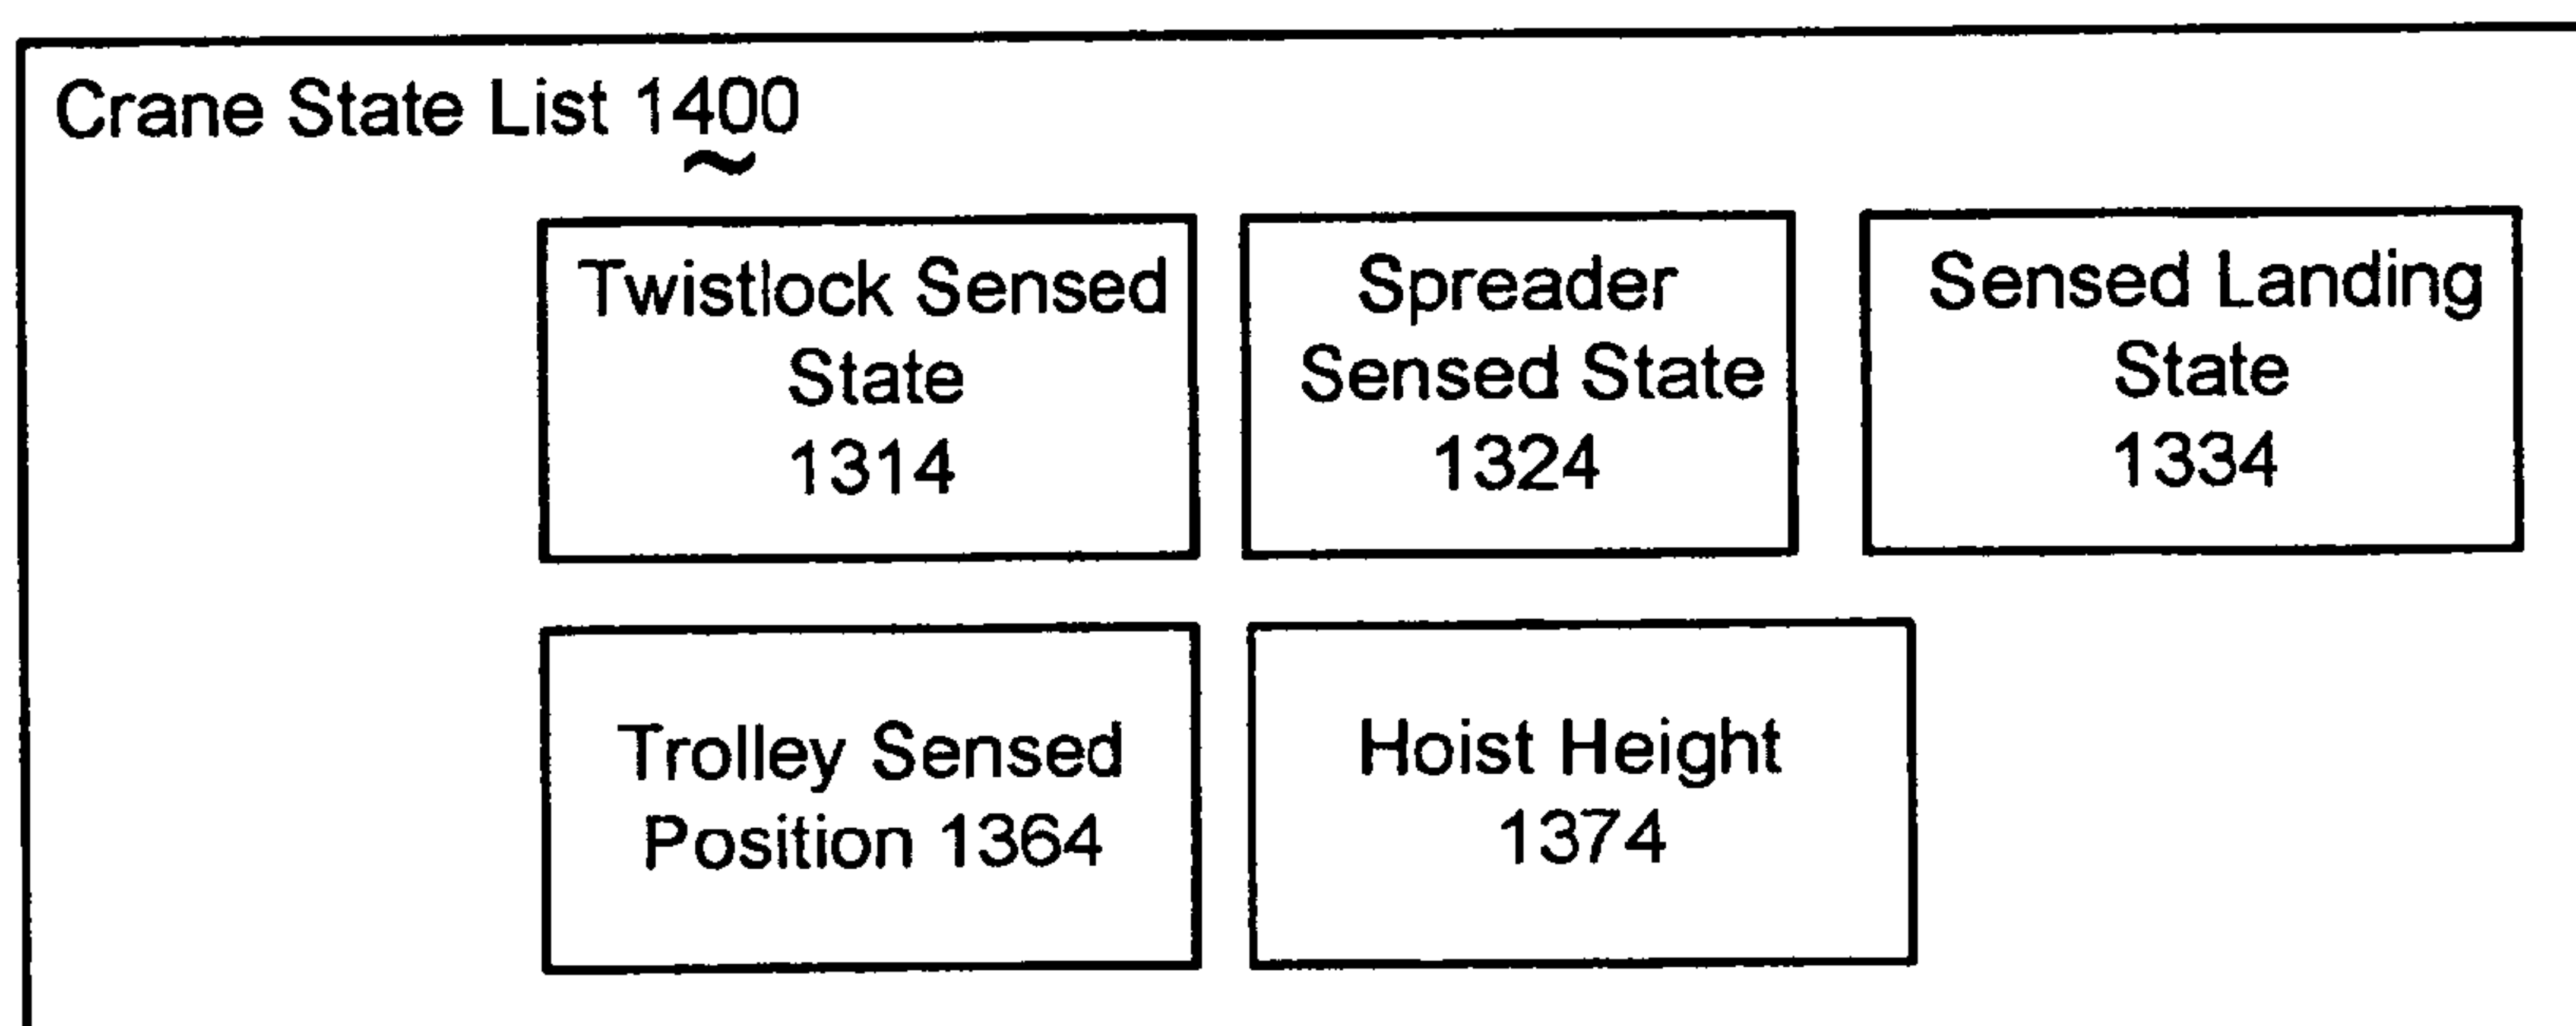 Crane State List 1400
Twistlock Sensed
State
1314
Spreader
Sensed State
1324
Sensed Landing
State
1334
Trolley Sensed
Position 1364
Hoist Height
1374